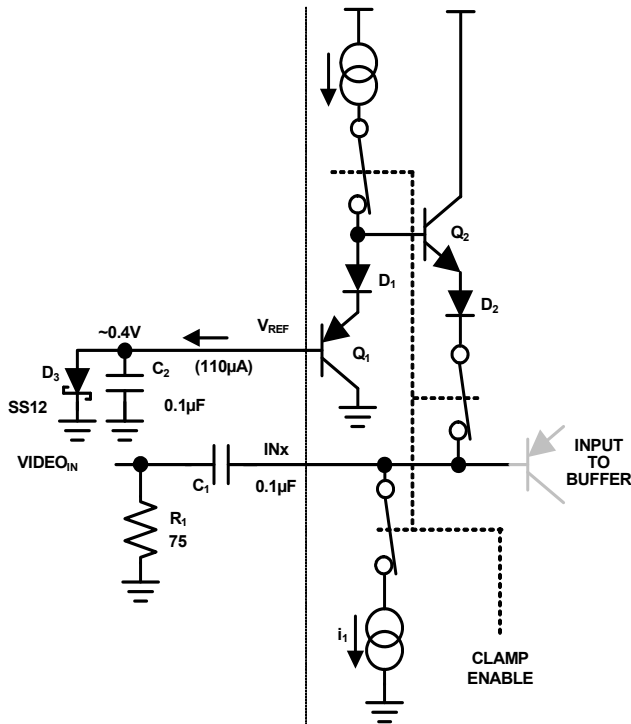 Q₂
D₁
D₂
~0.4V
V_REF
D₃
C₂
(110µA)
Q₁
SS12
0.1µF
VIDEO_IN
INx
INPUT
TO
BUFFER
C₁
0.1µF
R₁
75
i₁
CLAMP
ENABLE